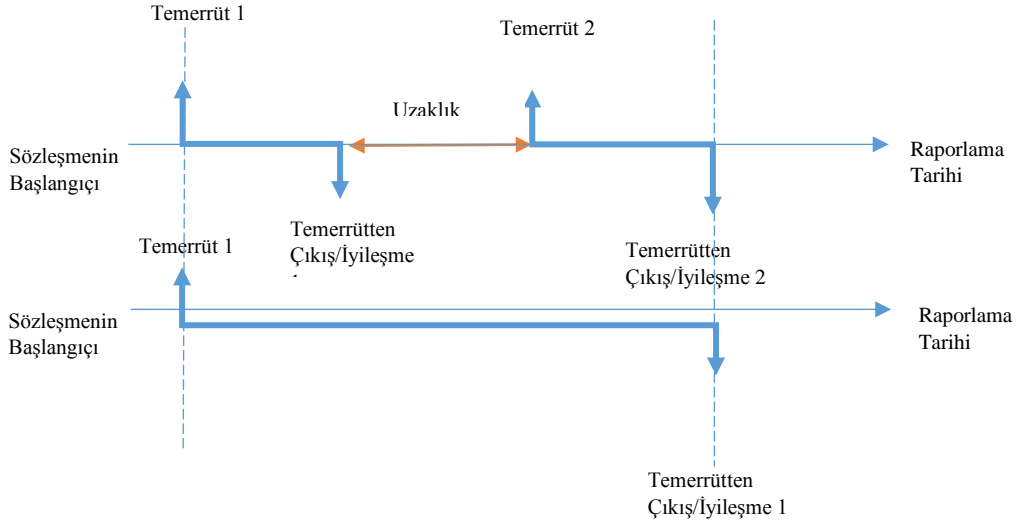 Temerrüt 1
Temerrüt 2
Uzaklık
Sözleşmenin
Başlangıçı
Raporlama
Tarihi
Temerrütten
Çıkış/İyileşme
Temerrüt 1
Temerrütten
Çıkış/İyileşme 2
Sözleşmenin
Başlangıçı
Raporlama
Tarihi
Temerrütten
Çıkış/İyileşme 1